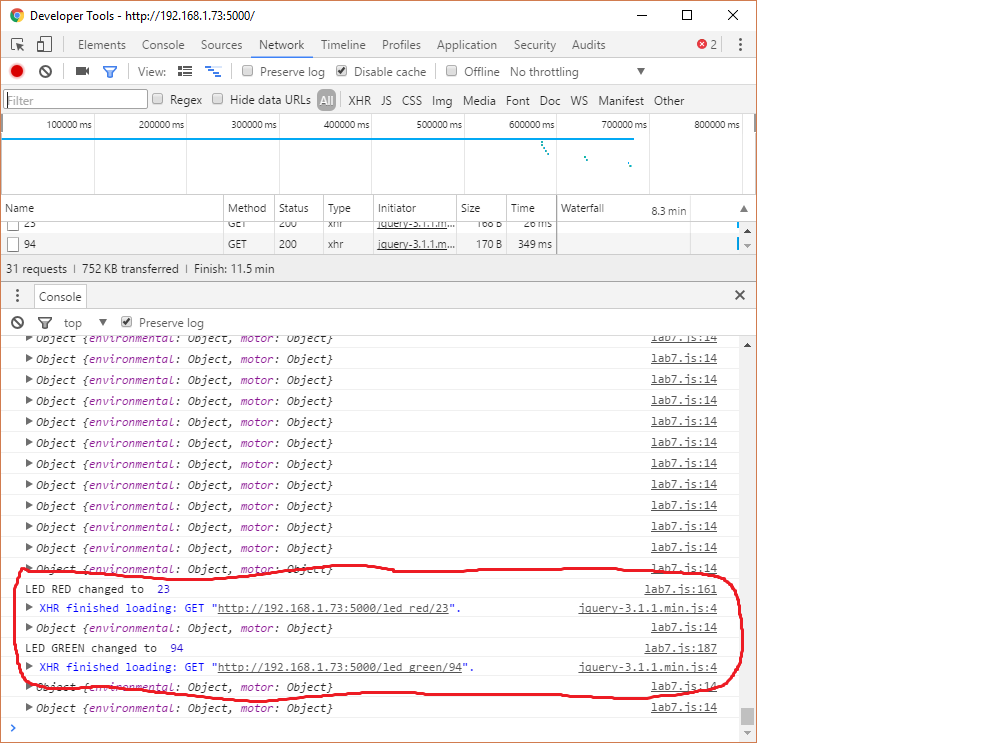 Developer Tools - http://192.168.1.73:5000/
Elements Console Sources Network Timeline Profiles Application Security Audits 2
View: Preserve log Disable cache Offline No throttling
Filter Regex Hide data URLs All XHR JS CSS Img Media Font Doc WS Manifest Other
100000 ms 200000 ms 300000 ms 400000 ms 500000 ms 600000 ms 700000 ms 800000 ms
Name Method Status Type Initiator Size Time Waterfall 8.3 min
23 GET 200 xhr jquery-3.1.1.m... 168 B 26 ms
94 GET 200 xhr jquery-3.1.1.m... 170 B 349 ms
31 requests | 752 KB transferred | Finish: 11.5 min
Console
top Preserve log
Object {environmental: Object, motor: Object} lab7.js:14
Object {environmental: Object, motor: Object} lab7.js:14
Object {environmental: Object, motor: Object} lab7.js:14
Object {environmental: Object, motor: Object} lab7.js:14
Object {environmental: Object, motor: Object} lab7.js:14
Object {environmental: Object, motor: Object} lab7.js:14
Object {environmental: Object, motor: Object} lab7.js:14
Object {environmental: Object, motor: Object} lab7.js:14
Object {environmental: Object, motor: Object} lab7.js:14
Object {environmental: Object, motor: Object} lab7.js:14
Object {environmental: Object, motor: Object} lab7.js:14
Object {environmental: Object, motor: Object} lab7.js:14
LED RED changed to 23 lab7.js:161
XHR finished loading: GET "http://192.168.1.73:5000/led_red/23". jquery-3.1.1.min.js:4
Object {environmental: Object, motor: Object} lab7.js:14
LED GREEN changed to 94 lab7.js:187
XHR finished loading: GET "http://192.168.1.73:5000/led_green/94". jquery-3.1.1.min.js:4
Object {environmental: Object, motor: Object} lab7.js:14
Object {environmental: Object, motor: Object} lab7.js:14
>